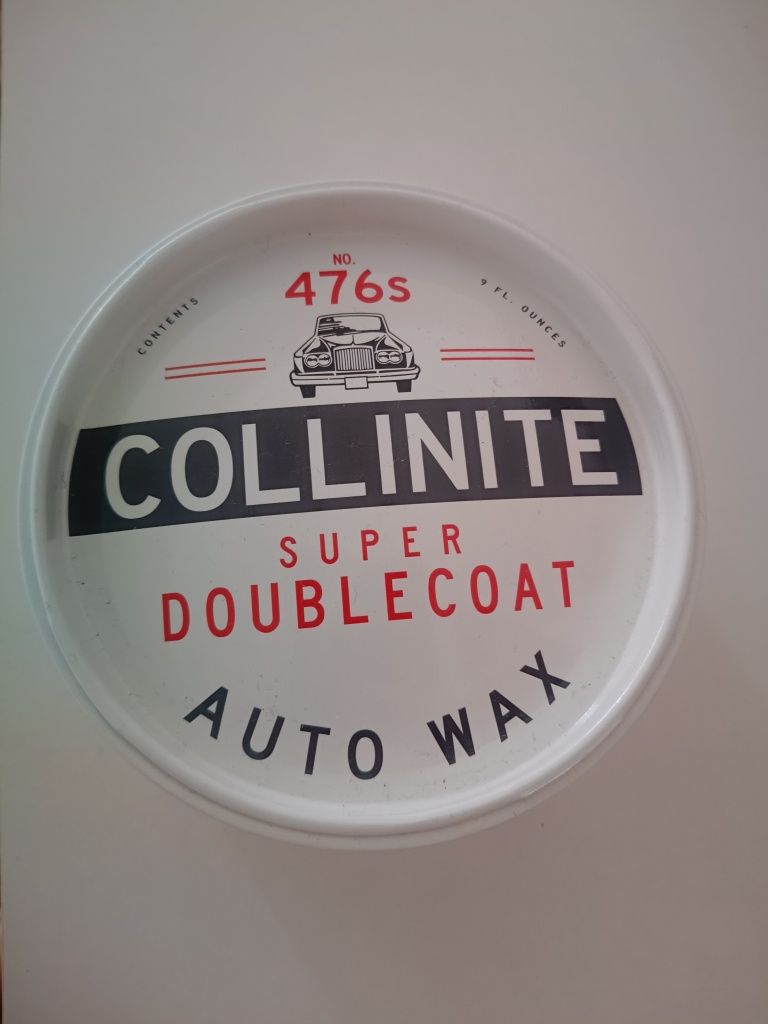 NO.
476s
CONTENTS
9 FL. OUNCES
COLLINITE
SUPER
DOUBLECOAT
AUTO WAX